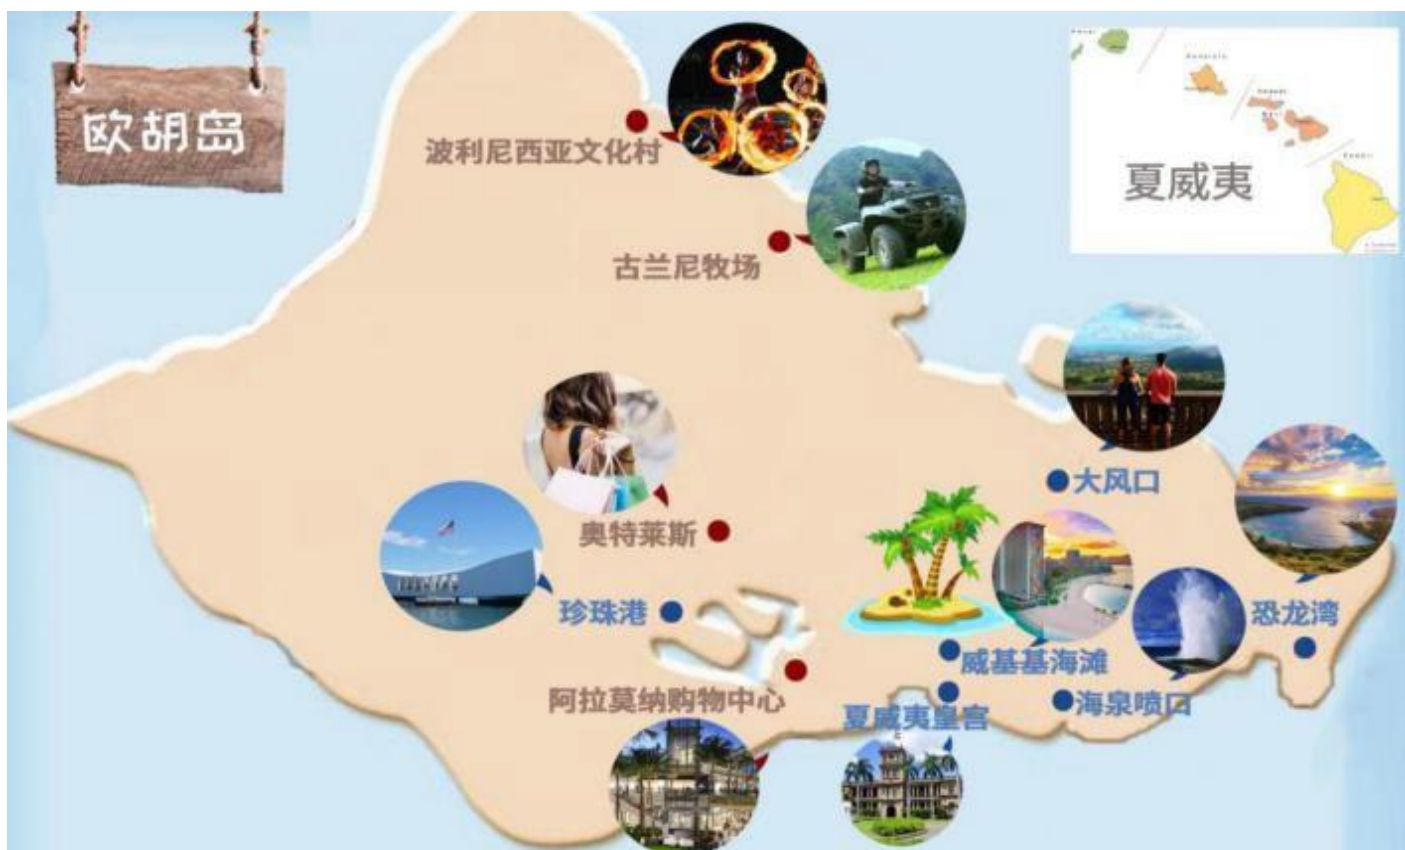 欧胡岛
波利尼西亚文化村
夏威夷
古兰尼牧场
大风口
奥特莱斯
珍珠港
恐龙湾
威基基海滩
阿拉莫纳购物中心
夏威夷皇宫
海泉喷口